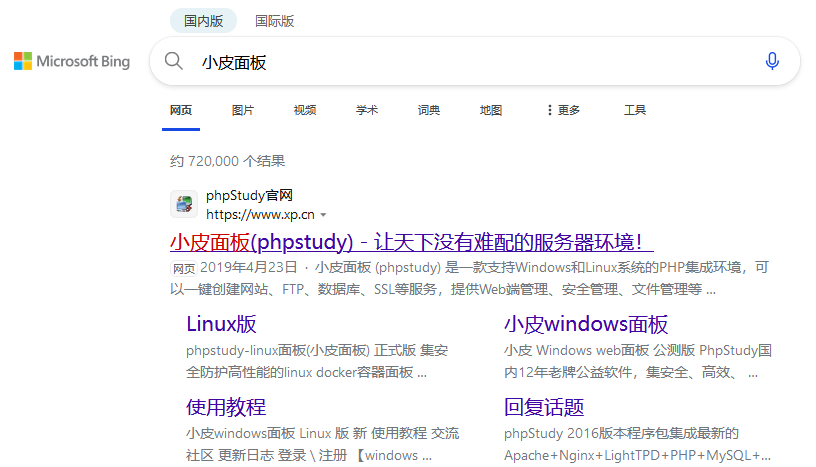 国内版 国际版
Microsoft Bing
小皮面板
网页 图片 视频 学术 词典 地图 更多 工具
约 720,000 个结果
phpStudy官网
https://www.xp.cn
小皮面板(phpstudy) - 让天下没有难配的服务器环境！
网页 2019年4月23日 · 小皮面板 (phpstudy) 是一款支持Windows和Linux系统的PHP集成环境，可
以一键创建网站、FTP、数据库、SSL等服务，提供Web端管理、安全管理、文件管理等 ...
Linux版
phpstudy-linux面板(小皮面板) 正式版 集安
全防护高性能的linux docker容器面板 ...
小皮windows面板
小皮 Windows web面板 公测版 PhpStudy国
内12年老牌公益软件，集安全、高效、 ...
使用教程
小皮windows面板 Linux 版 新 使用教程 交流
社区 更新日志 登录 \ 注册 【windows ...
回复话题
phpStudy 2016版本程序包集成最新的
Apache+Nginx+LightTPD+PHP+MySQL+...